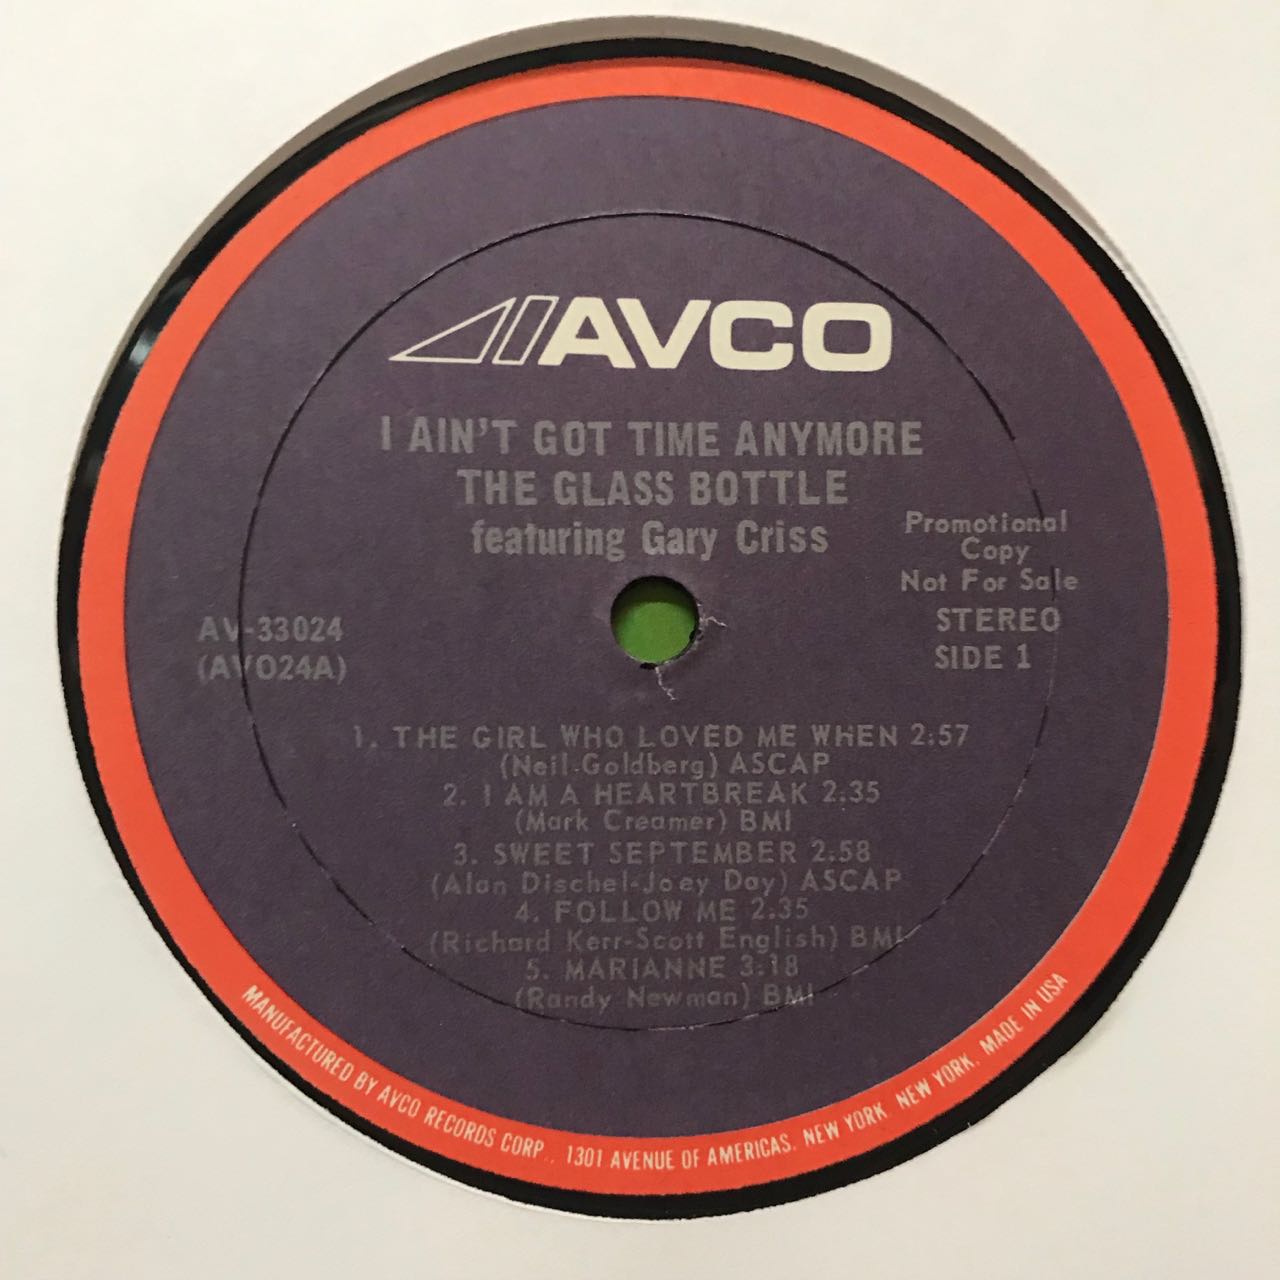 AVCO
I AIN'T GOT TIME ANYMORE
THE GLASS BOTTLE
featuring Gary Criss
Promotional
Copy
Not For Sale
STEREO
SIDE 1
AV-33024
(AVO24A)
1. THE GIRL WHO LOVED ME WHEN 2:57
(Neil-Goldberg) ASCAP
2. I AM A HEARTBREAK 2:35
(Mark Creamer) BMI
3. SWEET SEPTEMBER 2:58
(Alan Dischel-Joey Day) ASCAP
4. FOLLOW ME 2:35
(Richard Kerr-Scott English) BMI
5. MARIANNE 3:18
(Randy Newman) BMI
MANUFACTURED BY AVCO RECORDS CORP., 1301 AVENUE OF AMERICAS, NEW YORK, NEW YORK. MADE IN USA